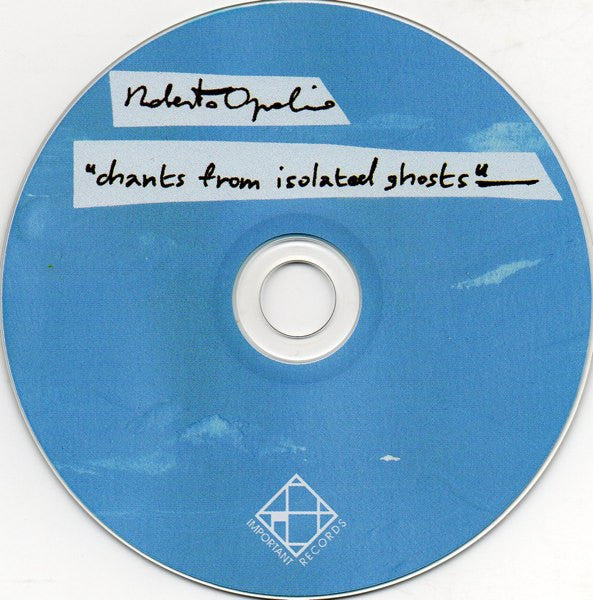 Roberto Opalio
"chants from isolated ghosts"
IMPORTANT RECORDS